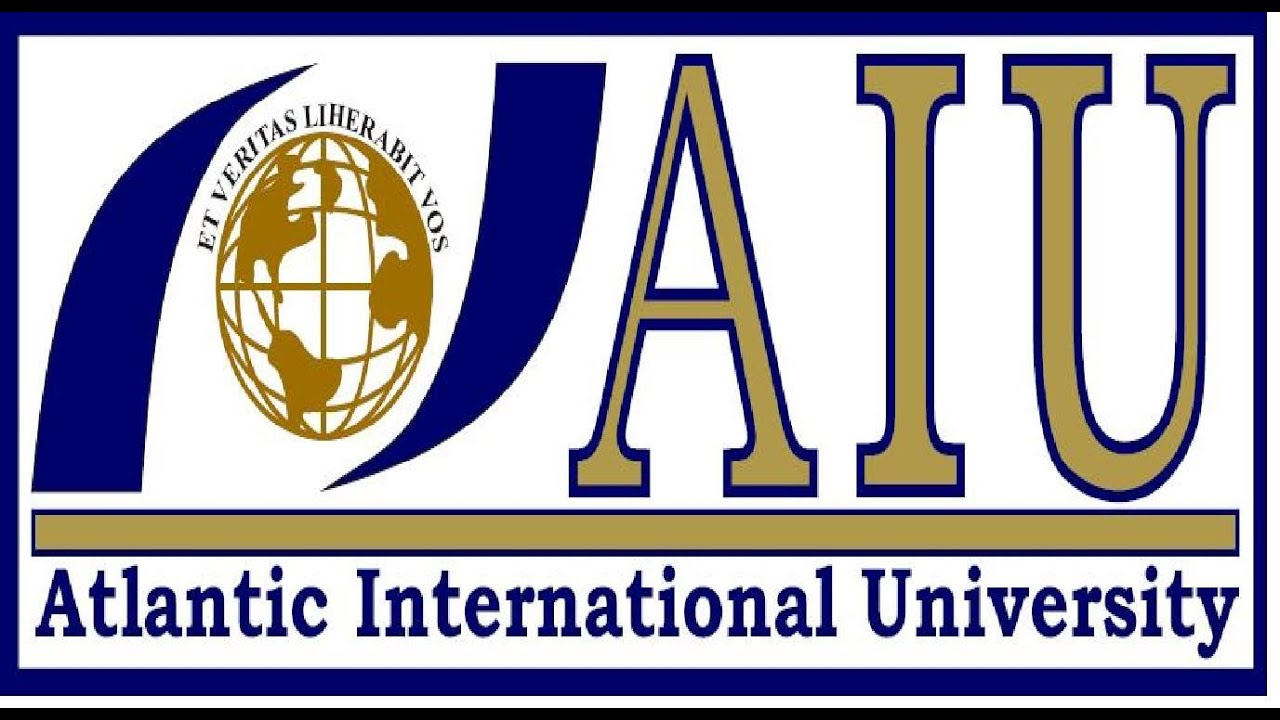 ET VERITAS LIHERABIT VOS
AIU
Atlantic International University